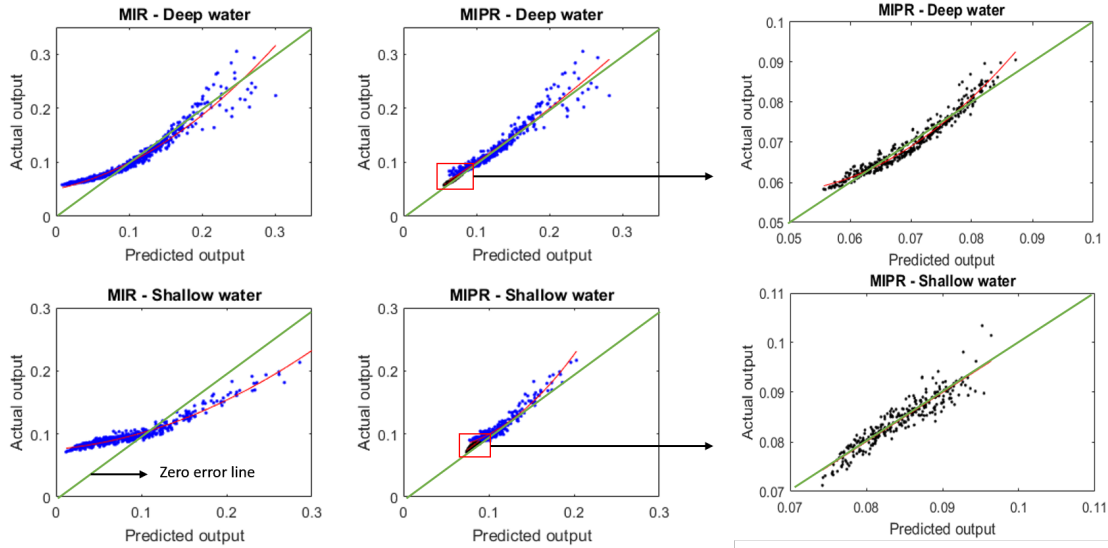 MIR - Deep water
Actual output
0.3
0.2
0.1
0
0 0.1 0.2 0.3
Predicted output
MIPR - Deep water
Actual output
0.3
0.2
0.1
0
0 0.1 0.2 0.3
Predicted output
MIPR - Deep water
Actual output
0.1
0.09
0.08
0.07
0.06
0.05
0.05 0.06 0.07 0.08 0.09 0.1
Predicted output
MIR - Shallow water
Actual output
0.3
0.2
0.1
0
Zero error line
0 0.1 0.2 0.3
Predicted output
MIPR - Shallow water
Actual output
0.3
0.2
0.1
0
0 0.1 0.2 0.3
Predicted output
MIPR - Shallow water
Actual output
0.11
0.1
0.09
0.08
0.07
0.07 0.08 0.09 0.1 0.11
Predicted output